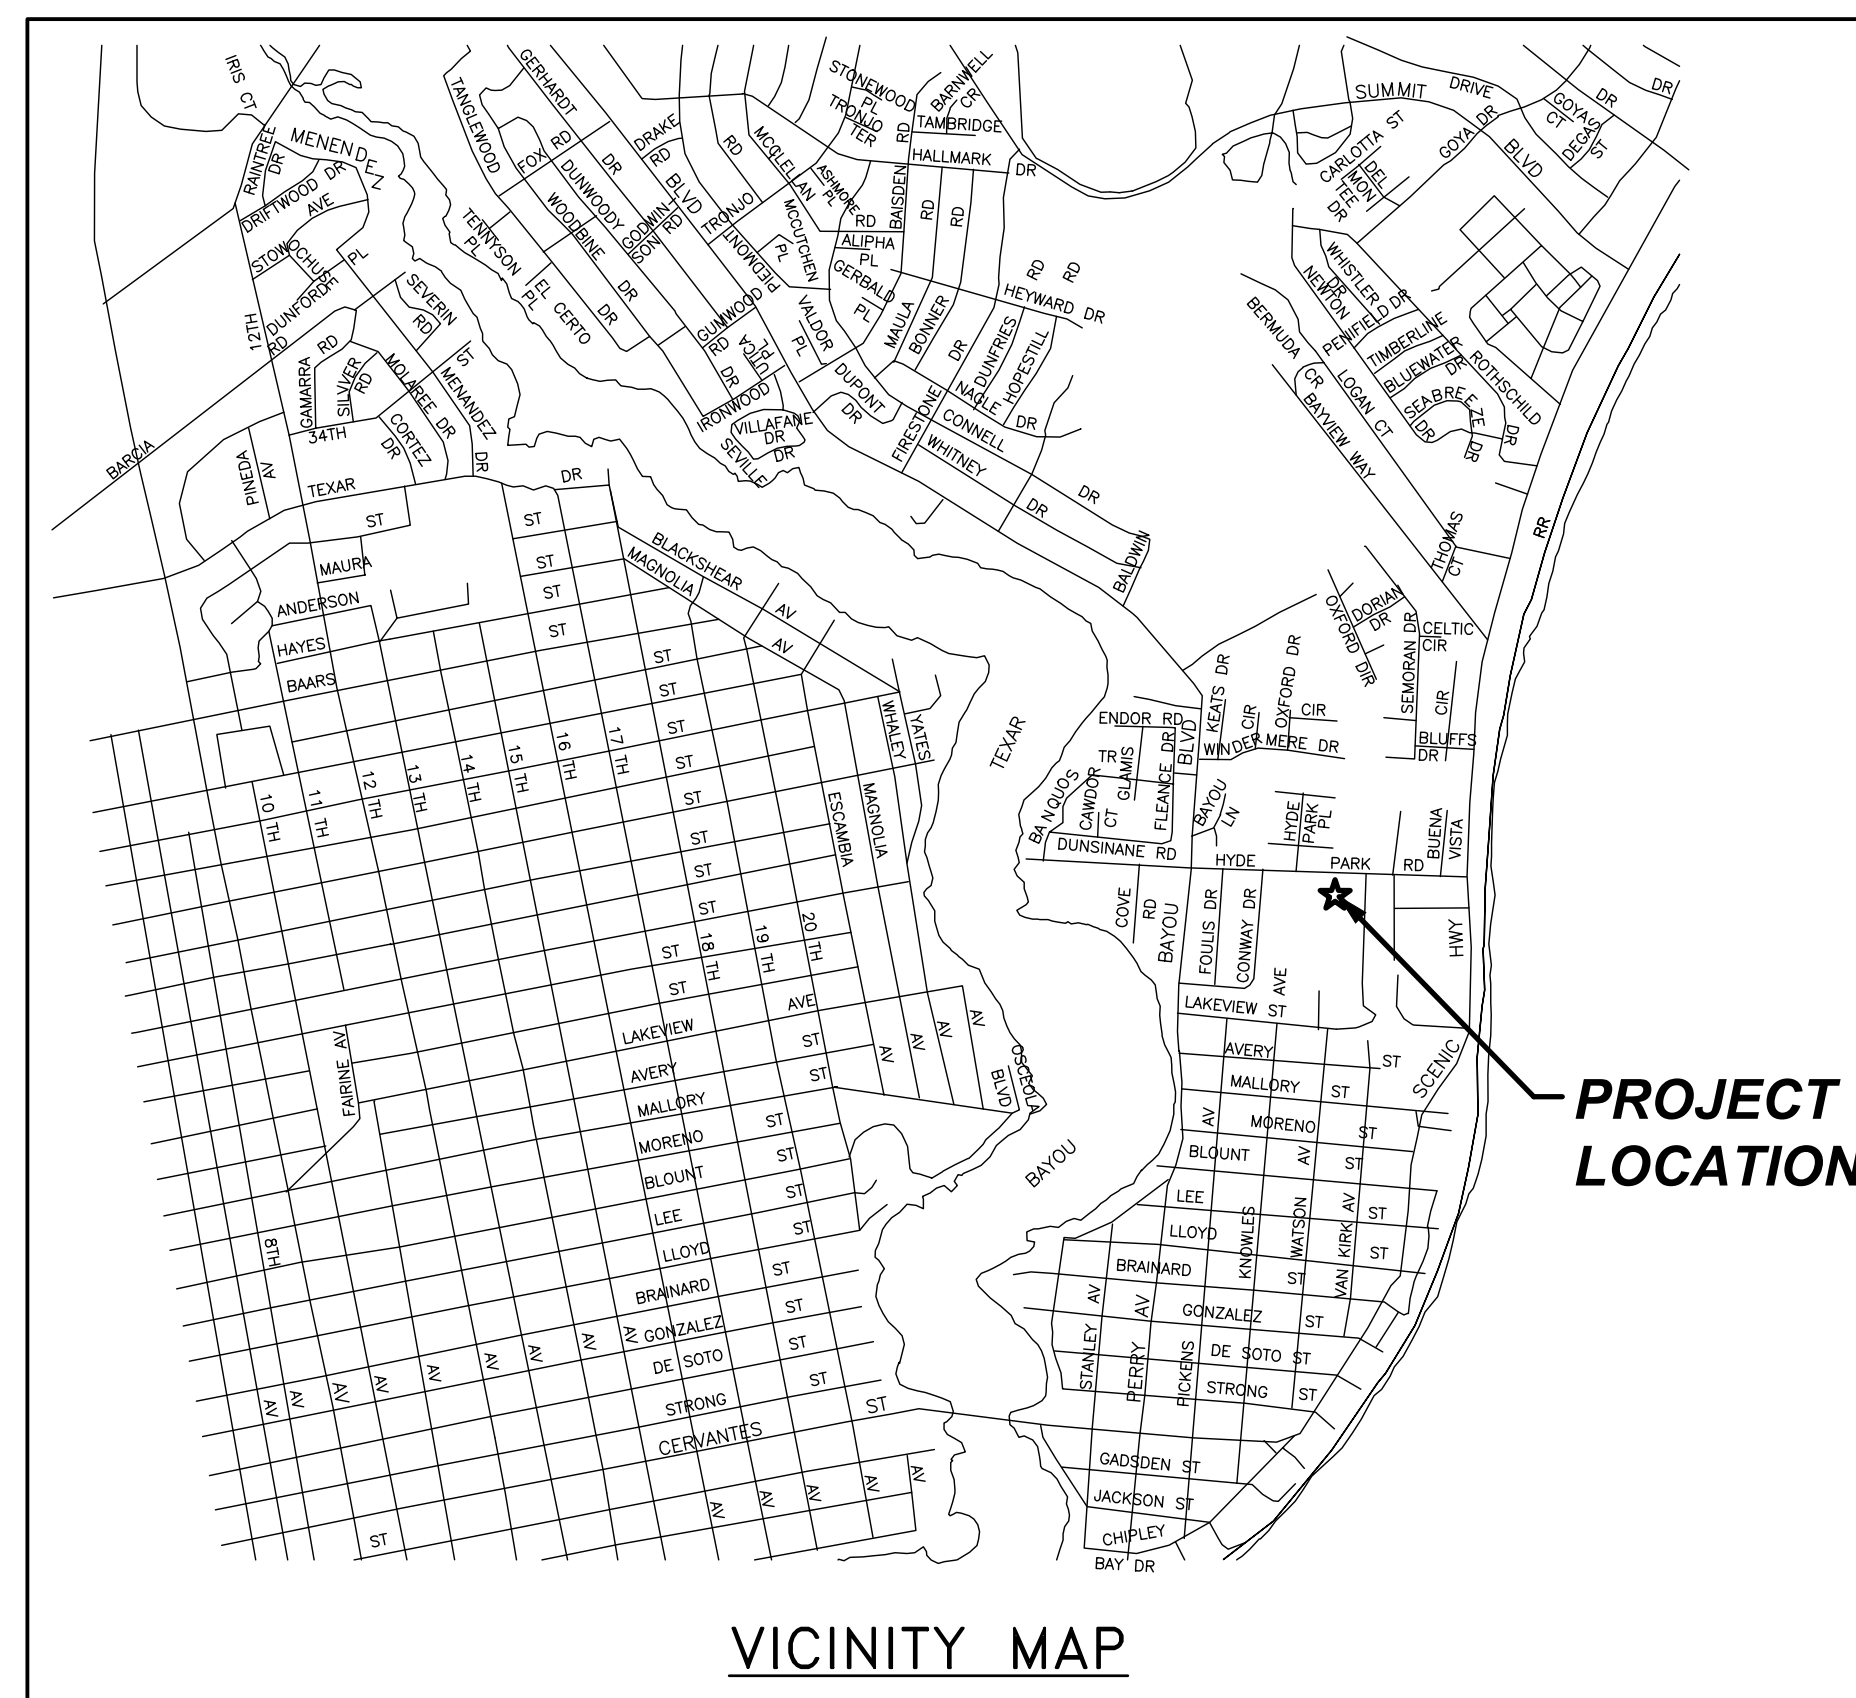 IRIS CT
RAINTREE DR
MENENDEZ
DRIFTWOOD DR
AVE
STOW
OCHUSE
PL
DUNFORDE
RD
12TH
SEVERIN
RD
RD
GAMARRA
SILVIVER
RD
MOLAREE DR
CORTEZ
DR
MENANDEZ
ST
DR
34TH
BARCIA
PINEDA
AV
TEXAR
DR
ST
MAURA
ANDERSON
HAYES
BAARS
ST
ST
ST
ST
TANGLEWOOD
GERHARDT
DR
FOX RD
DRAKE
RD
DUNWOODY
WOODBINE
DR
GODWIN-
SON RD
BLVD
RD
TENNYSON
PL
EL CERTO
PL
DR
TRONJO
PIEDMONT
PL
MCCLELLAN
RD
MCCUTCHEN
GUMWOOD
RD
UTICA
PL
DR
IRONWOOD
VALDOR
PL
VILLAFANE
DR
SEVILLE
DR
DUPONT
DR
STONEWOOD
PL
TRONJO
TER
BARNWELL
CR
TAMBRIDGE
RD
HALLMARK DR
ASHMORE
PL
BAISDEN
RD
RD
ALIPHA
PL
GERBALD
PL
MAULA
BONNER
RD
RD
HEYWARD DR
DUNFRIES
HOPESTILL
DR
NAGLE
DR
FIRESTONE
CONNELL
DR
WHITNEY
DR
BALDWIN
SUMMIT
DRIVE
BLVD
CARLOTTA ST
DEL
MON
TEE
DR
GOYA DR
GOYAS
CT
DEGAS
ST
DR
DR
WHISTLER
DR
NEWTON
PENIFIELD DR
TIMBERLINE
BLUEWATER
DR
SEABREEZE DR
DR
ROTHSCHILD
DR
BERMUDA
CR
LOGAN CT
BAYVIEW WAY
THOMAS
CT
RR
BLACKSHEAR
AV
MAGNOLIA
AV
ST
ST
ST
ST
ST
ST
ST
ST
ST
ST
10 TH
11 TH
12 TH
13 TH
14 TH
15 TH
16 TH
17 TH
18 TH
19 TH
20 TH
WHALEY
YATES
ESCAMBIA
MAGNOLIA
TEXAR
OXFORD DIR
DORIAN
DR
SEMORAN DR
CELTIC
CIR
KEATS DR
OXFORD DR
CIR
CIR
WINDERMERE DR
CIR
BLUFFS
DR
ENDOR RD
TR
GLAMIS
FLEANCE DR
BLVD
BANQUOS
CAWDOR
CT
BAYOU
LN
DUNSINANE RD
HYDE
PARK
PL
BUENA
VISTA
HYDE PARK RD
COVE
RD
BAYOU
FOULIS DR
CONWAY DR
AVE
HWY
SCENIC
LAKEVIEW ST
AVERY ST
MALLORY ST
MORENO ST
BLOUNT ST
LEE ST
LLOYD ST
BRAINARD ST
GONZALEZ ST
DE SOTO ST
STRONG ST
AV
AV
AV
AV
AV
STANLEY
PERRY
PICKENS
KNOWLES
WATSON
VAN KIRK
GADSDEN ST
JACKSON ST
CHIPLEY
BAY DR
LAKEVIEW AVE
AVERY ST
MALLORY ST
MORENO ST
BLOUNT ST
LEE ST
LLOYD ST
BRAINARD ST
GONZALEZ ST
DE SOTO ST
STRONG ST
CERVANTES ST
FAIRINE AV
8TH
AV
AV
AV
AV
OSCEOLA
BLVD
BAYOU
AV
AV
AV
AV
AV
AV
AV
AV
AV
AV
AV
AV
AV
AV
ST
PROJECT
LOCATION
VICINITY MAP